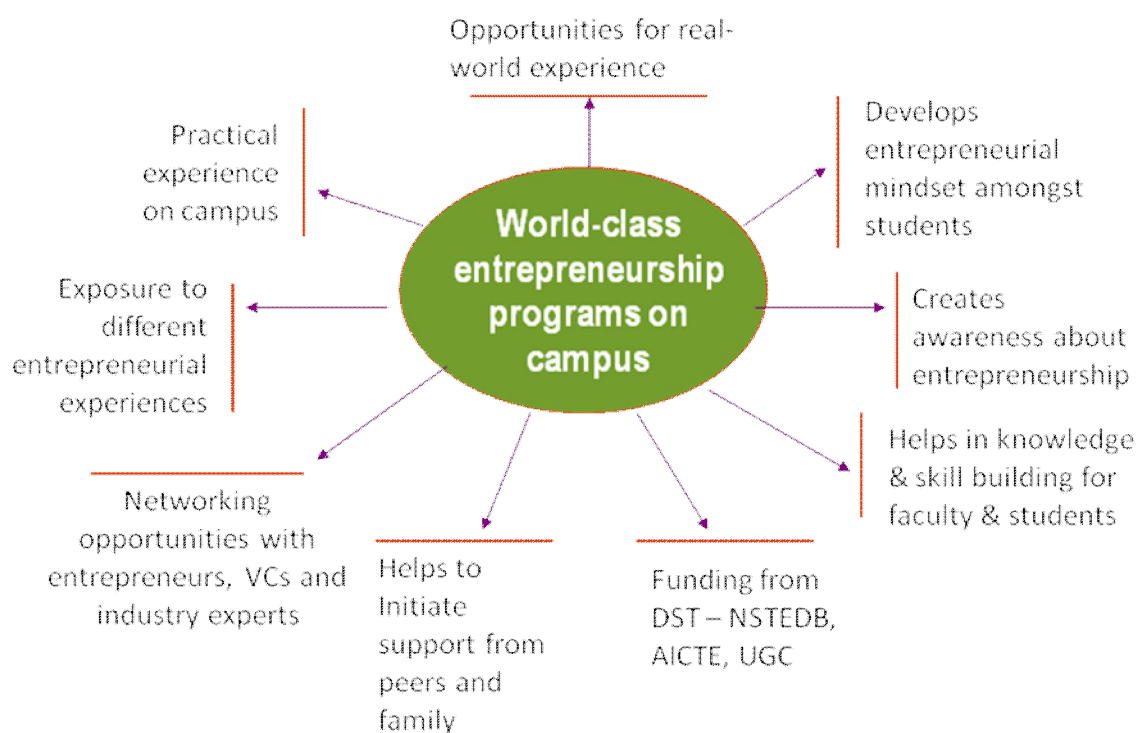 Opportunities for real-
world experience
Practical
experience
on campus
Develops
entrepreneurial
mindset amongst
students
World-class
entrepreneurship
programs on
campus
Exposure to
different
entrepreneurial
experiences
Creates
awareness about
entrepreneurship
Helps in knowledge
& skill building for
faculty & students
Networking
opportunities with
entrepreneurs, VCs and
industry experts
Helps to
Initiate
support from
peers and
family
Funding from
DST – NSTEDB,
AICTE, UGC